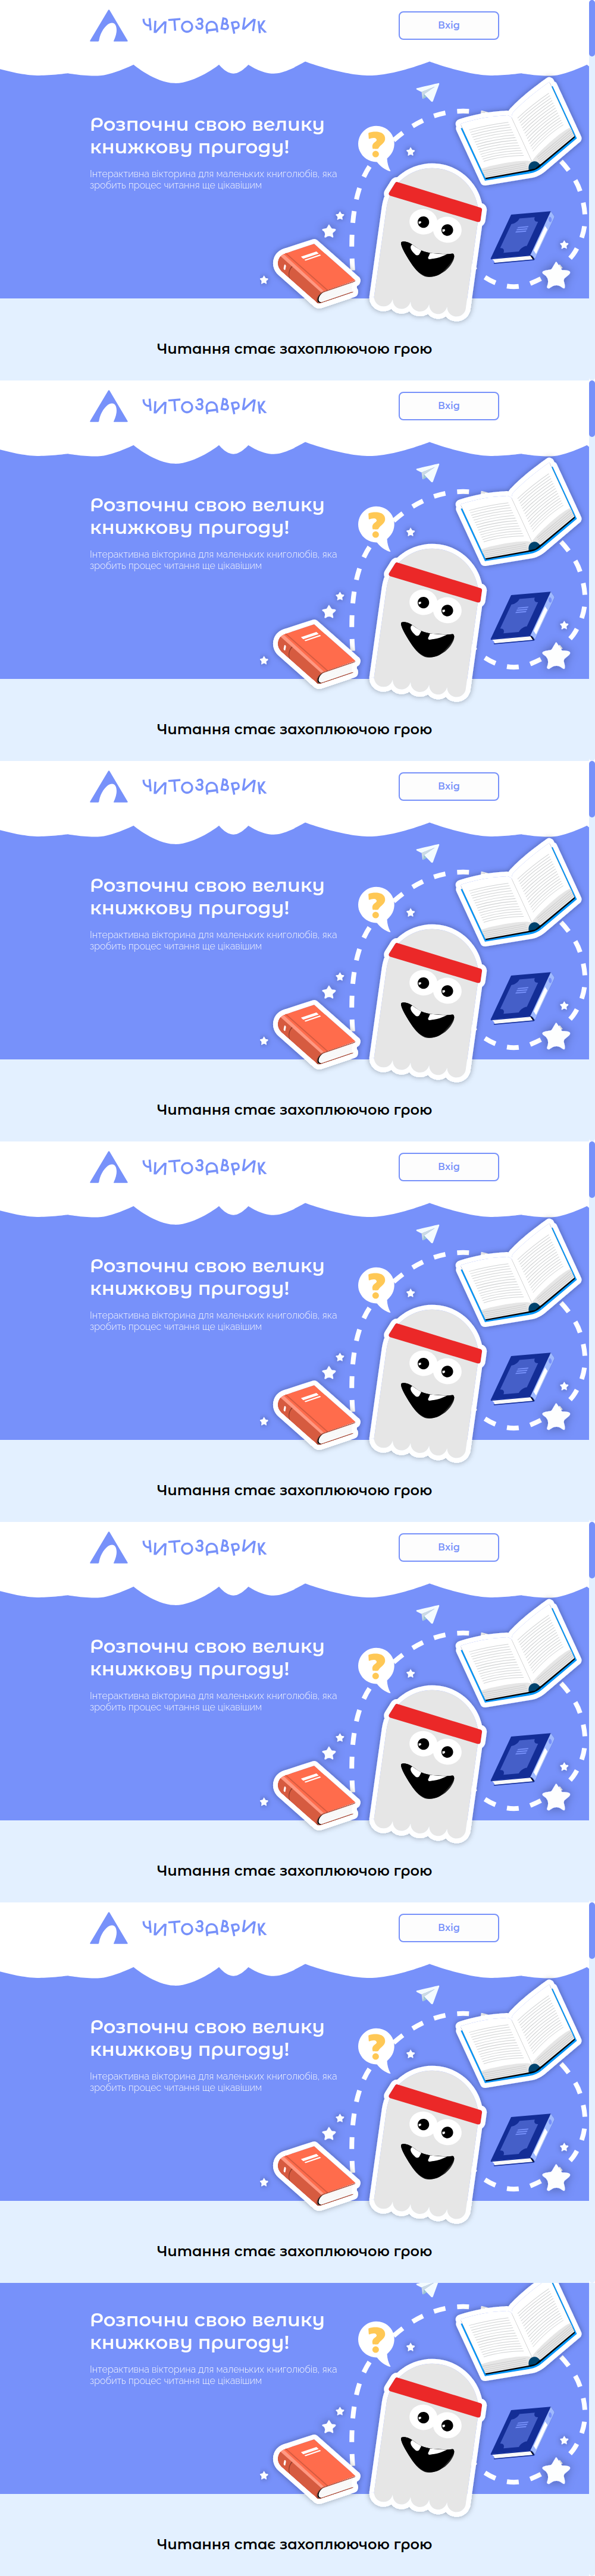 ЧИТОЗАВРИК
Вхід
Розпочни свою велику
книжкову пригоду!
Інтерактивна вікторина для маленьких книголюбів, яка
зробить процес читання ще цікавішим
?
Читання стає захоплюючою грою
ЧИТОЗАВРИК
Вхід
Розпочни свою велику
книжкову пригоду!
Інтерактивна вікторина для маленьких книголюбів, яка
зробить процес читання ще цікавішим
?
Читання стає захоплюючою грою
ЧИТОЗАВРИК
Вхід
Розпочни свою велику
книжкову пригоду!
Інтерактивна вікторина для маленьких книголюбів, яка
зробить процес читання ще цікавішим
?
Читання стає захоплюючою грою
ЧИТОЗАВРИК
Вхід
Розпочни свою велику
книжкову пригоду!
Інтерактивна вікторина для маленьких книголюбів, яка
зробить процес читання ще цікавішим
?
Читання стає захоплюючою грою
ЧИТОЗАВРИК
Вхід
Розпочни свою велику
книжкову пригоду!
Інтерактивна вікторина для маленьких книголюбів, яка
зробить процес читання ще цікавішим
?
Читання стає захоплюючою грою
ЧИТОЗАВРИК
Вхід
Розпочни свою велику
книжкову пригоду!
Інтерактивна вікторина для маленьких книголюбів, яка
зробить процес читання ще цікавішим
?
Читання стає захоплюючою грою
Розпочни свою велику
книжкову пригоду!
Інтерактивна вікторина для маленьких книголюбів, яка
зробить процес читання ще цікавішим
?
Читання стає захоплюючою грою